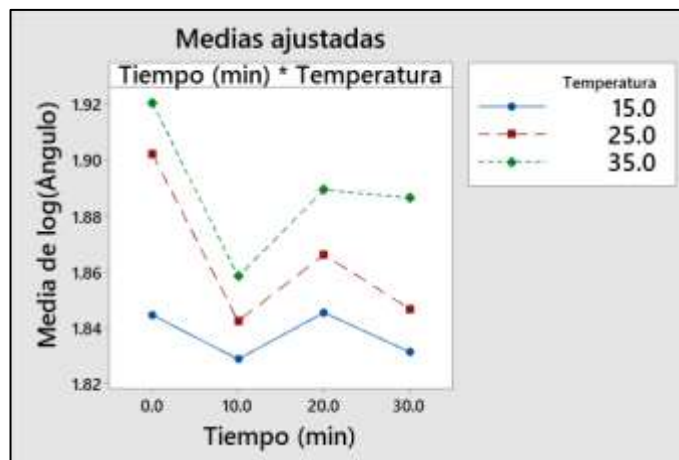 Medias ajustadas
Tiempo (min) * Temperatura
Temperatura
15.0
25.0
35.0
Media de log(Ángulo)
1.92
1.90
1.88
1.86
1.84
1.82
0.0 10.0 20.0 30.0
Tiempo (min)